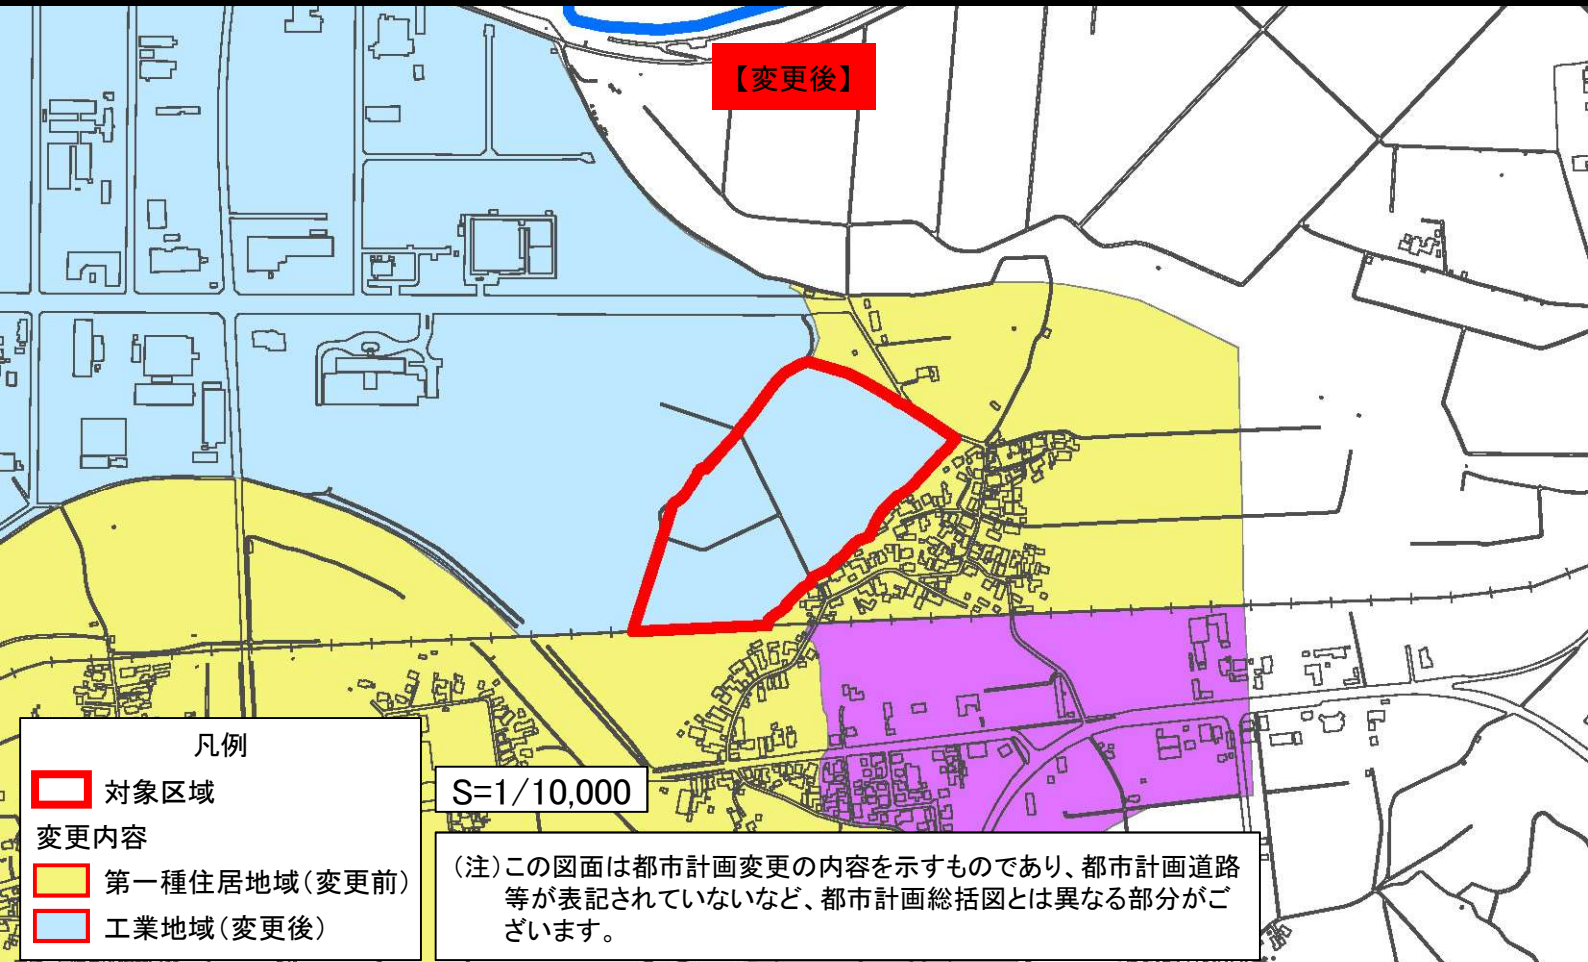 【変更後】
凡例
対象区域
変更内容
第一種住居地域(変更前)
工業地域(変更後)
S=1/10,000
(注)この図面は都市計画変更の内容を示すものであり、都市計画道路
等が表記されていないなど、都市計画総括図とは異なる部分がご
ざいます。